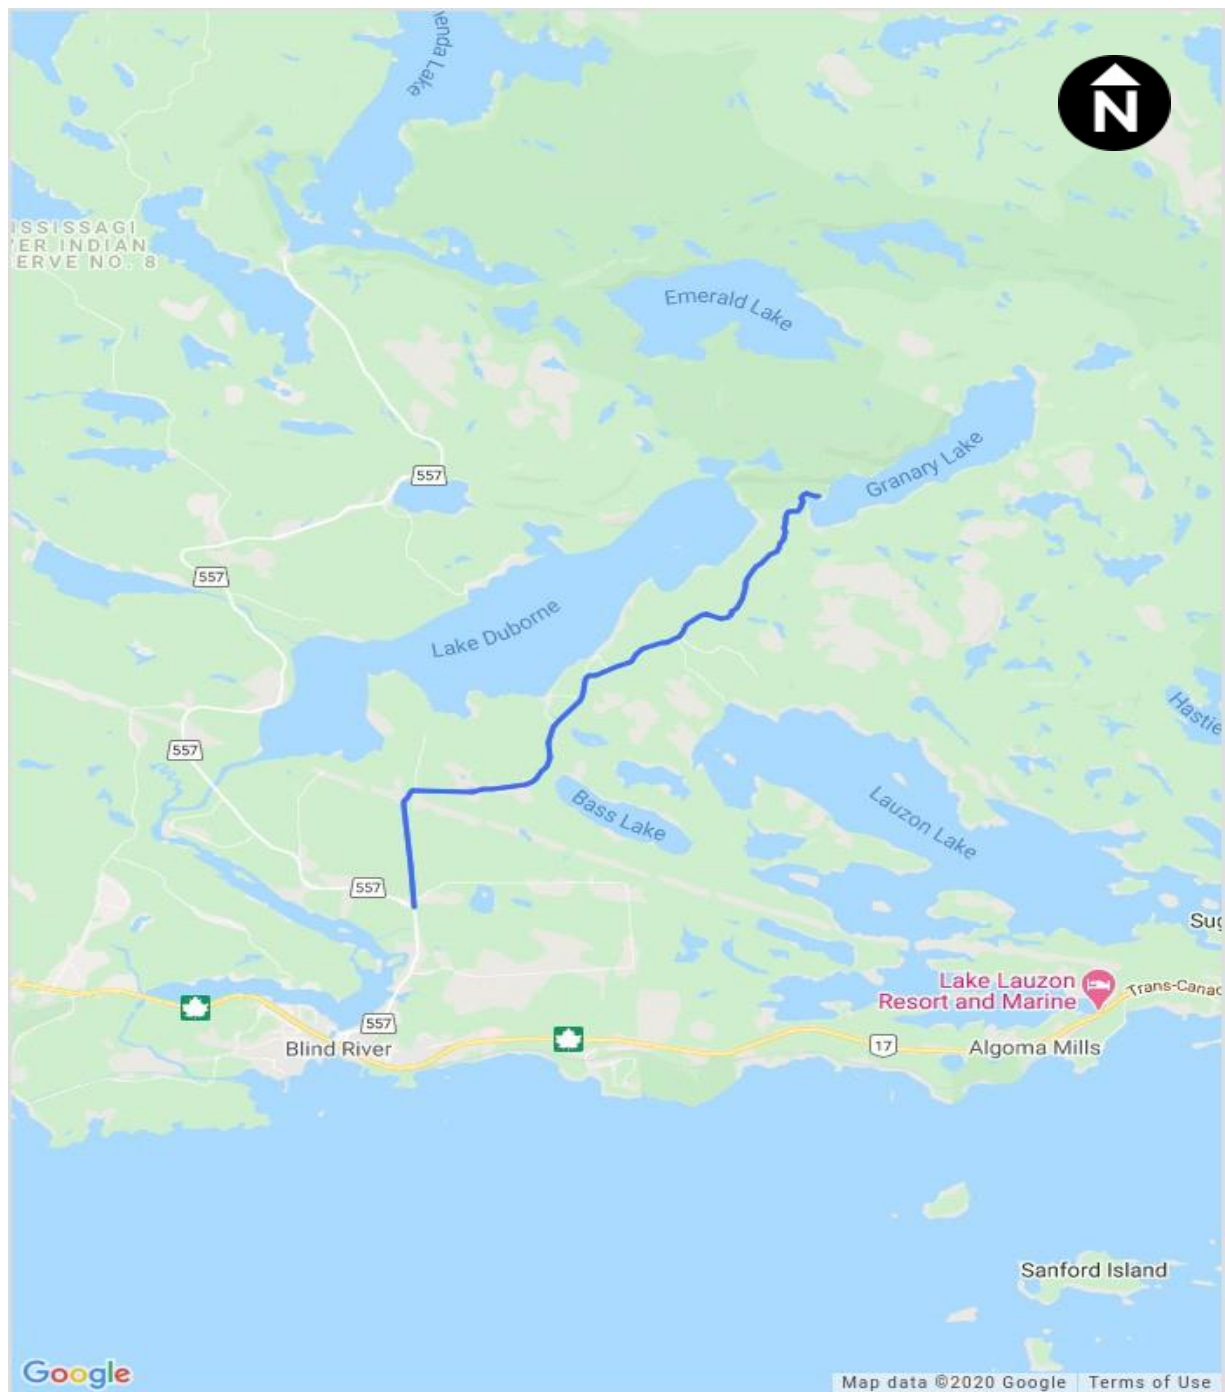 enda Lake
N
ISSISSAGI
ER INDIAN
ERVE NO. 8
Emerald Lake
Granary Lake
557
557
Lake Duborne
Hastie
557
Bass Lake
Lauzon Lake
557
Sug
Lake Lauzon
Resort and Marine
Trans-Canad
557
17
Blind River
Algoma Mills
Sanford Island
Google
Map data ©2020 Google
Terms of Use